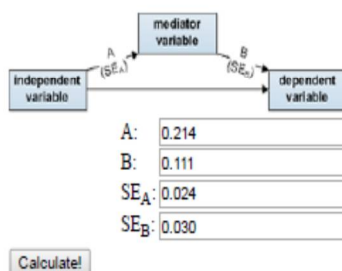 mediator
variable
A
(SEA)
B
(SEB)
independent
variable
dependent
variable
A: 0.214
B: 0.111
SEA: 0.024
SEB: 0.030
Calculate!